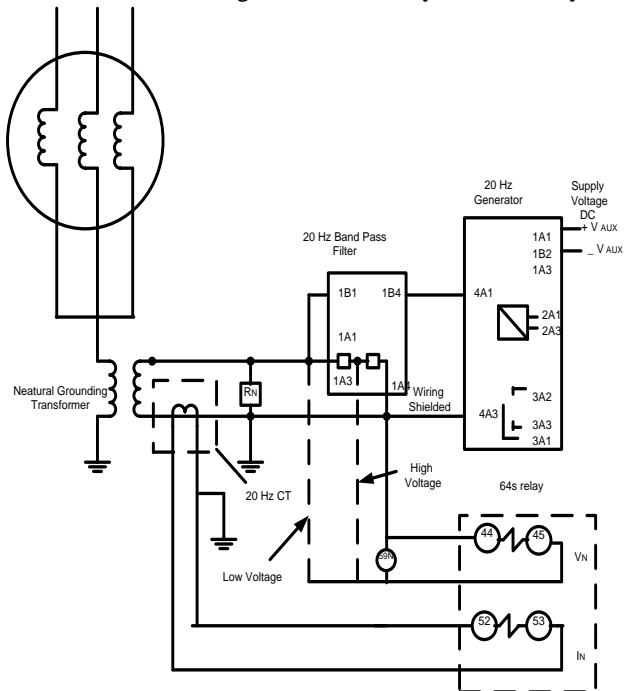 20 Hz
Generator
Supply
Voltage
DC
+ V AUX
_ V AUX
20 Hz Band Pass
Filter
1A1
1B2
1A3
1B1
1B4
4A1
2A1
2A3
1A1
1A3
1A4
Wiring
Shielded
Neatural Grounding
Transformer
RN
4A3
3A2
3A3
3A1
High
Voltage
20 Hz CT
64s relay
Low Voltage
59N
44
45
VN
52
53
IN